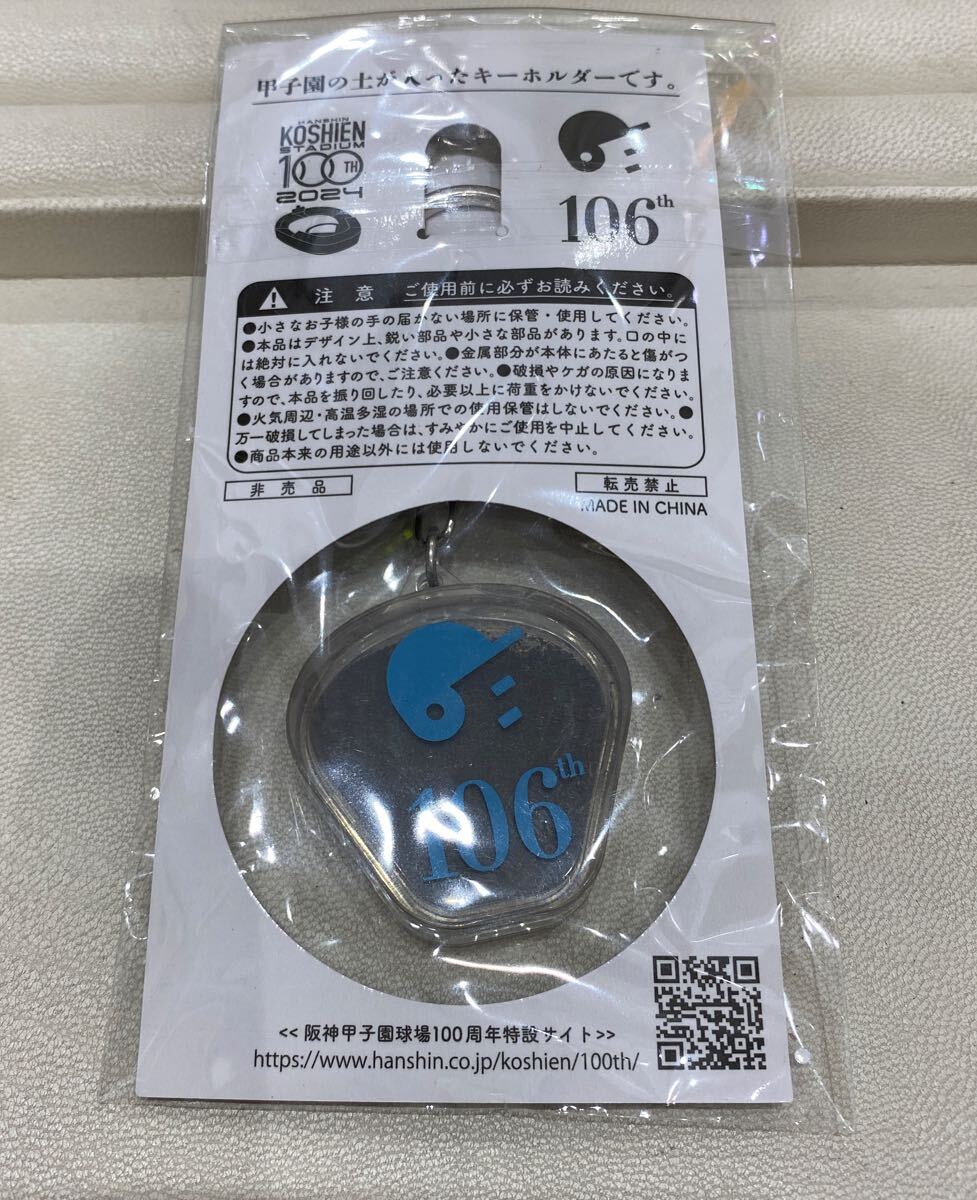 甲子園の土が入ったキーホルダーです。
HANSHIN
KOSHIEN
STADIUM
100TH
2024
106th
注意 ご使用前に必ずお読みください。
●小さなお子様の手の届かない場所に保管・使用してください。
●本品はデザイン上、鋭い部品や小さな部品があります。口の中に
は絶対に入れないでください。●金属部分が本体にあたると傷がつ
く場合がありますので、ご注意ください。●破損やケガの原因になりま
すので、本品を振り回したり、必要以上に荷重をかけないでください。
●火気周辺・高温多湿の場所での使用保管はしないでください。●
万一破損してしまった場合は、すみやかにご使用を中止してください。
●商品本来の用途以外には使用しないでください。
非売品
転売禁止
MADE IN CHINA
106th
<< 阪神甲子園球場100周年特設サイト>>
https://www.hanshin.co.jp/koshien/100th/